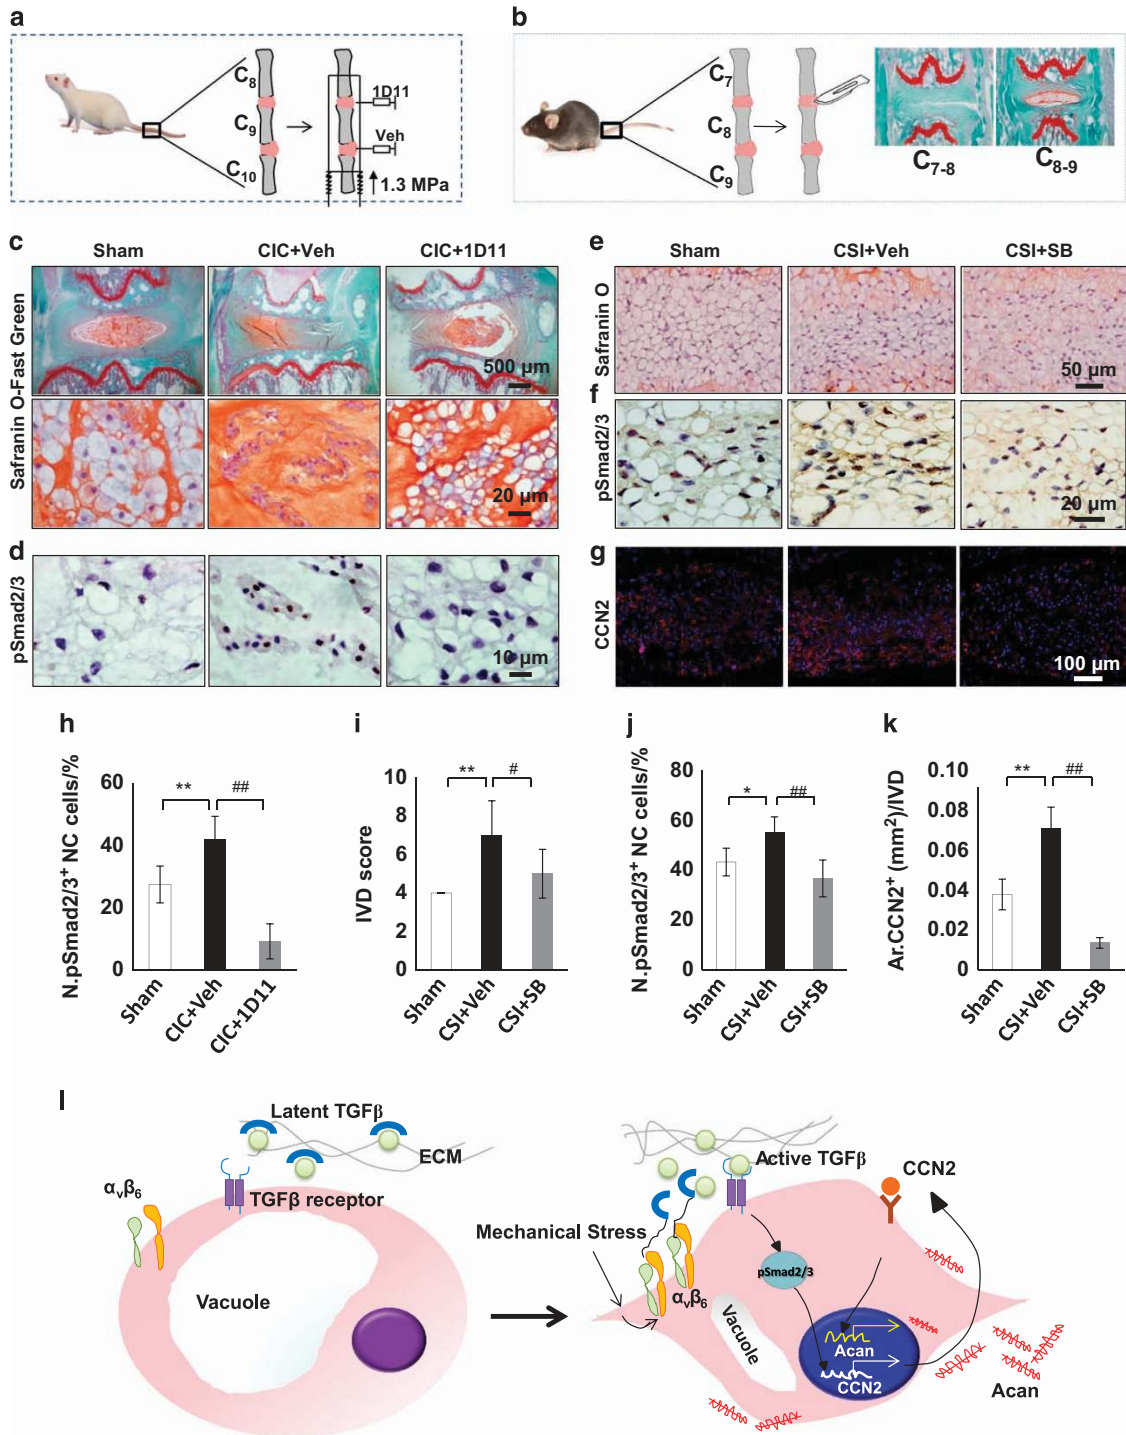 a
b
C8
C9
C10
1D11
Veh
1.3 MPa
C7
C8
C9
C7-8
C8-9
c
Sham
CIC+Veh
CIC+1D11
Safranin O-Fast Green
500 µm
20 µm
d
pSmad2/3
10 µm
e
Sham
CSI+Veh
CSI+SB
Safranin O
50 µm
f
pSmad2/3
20 µm
g
CCN2
100 µm
h
N.pSmad2/3+ NC cells/%
60
40
20
0
**
##
Sham
CIC+Veh
CIC+1D11
i
IVD score
10
8
6
4
2
0
**
#
Sham
CSI+Veh
CSI+SB
j
N.pSmad2/3+ NC cells/%
80
60
40
20
0
*
##
Sham
CSI+Veh
CSI+SB
k
Ar.CCN2+ (mm2)/IVD
0.10
0.08
0.06
0.04
0.02
0
**
##
Sham
CSI+Veh
CSI+SB
l
Latent TGFβ
ECM
αvβ6
TGFβ receptor
Vacuole
Active TGFβ
CCN2
Mechanical Stress
pSmad2/3
αvβ6
Vacuole
Acan
CCN2
Acan